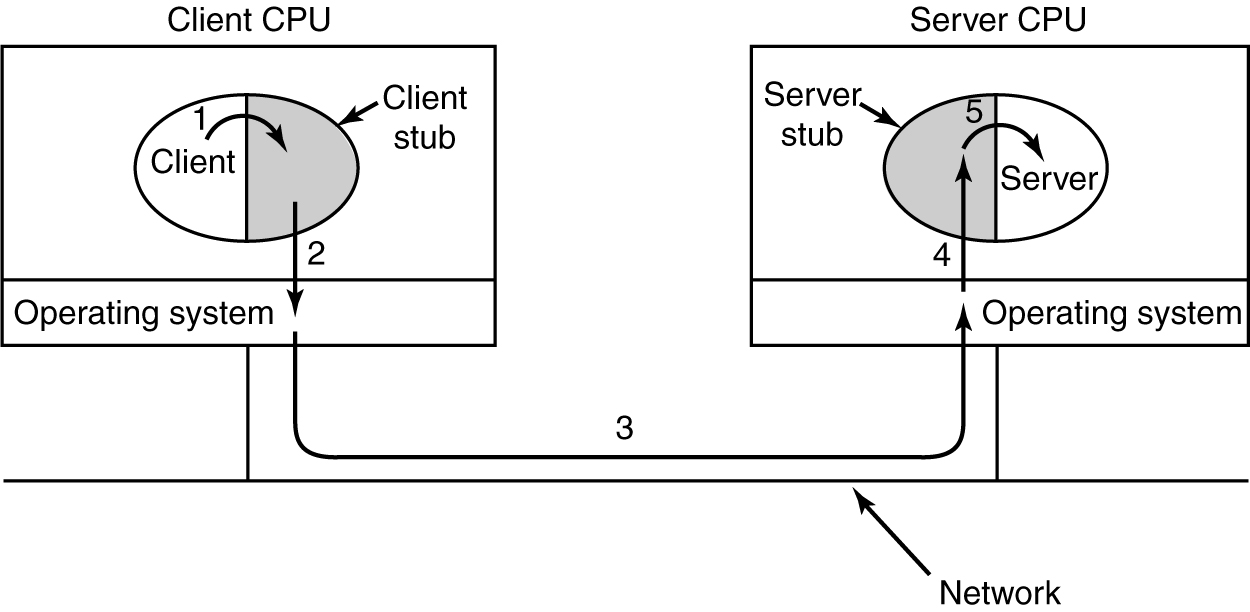 Client CPU
Server CPU
1
Client
Client
stub
2
Operating system
Server
stub
5
Server
4
Operating system
3
Network